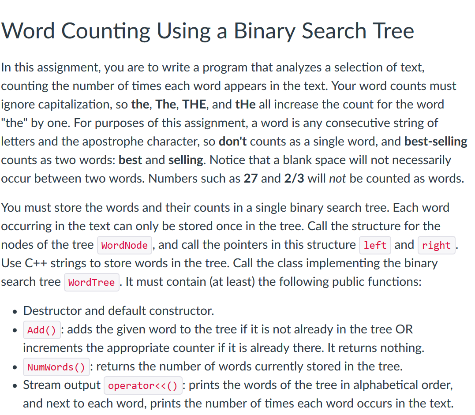 Word Counting Using a Binary Search Tree
In this assignment, you are to write a program that analyzes a selection of text,
counting the number of times each word appears in the text. Your word counts must
ignore capitalization, so the, The, THE, and tHe all increase the count for the word
"the" by one. For purposes of this assignment, a word is any consecutive string of
letters and the apostrophe character, so don't counts as a single word, and best-selling
counts as two words: best and selling. Notice that a blank space will not necessarily
occur between two words. Numbers such as 27 and 2/3 will not be counted as words.
You must store the words and their counts in a single binary search tree. Each word
occurring in the text can only be stored once in the tree. Call the structure for the
nodes of the tree WordNode , and call the pointers in this structure left and right .
Use C++ strings to store words in the tree. Call the class implementing the binary
search tree WordTree . It must contain (at least) the following public functions:
• Destructor and default constructor.
• Add() : adds the given word to the tree if it is not already in the tree OR
increments the appropriate counter if it is already there. It returns nothing.
• NumWords() : returns the number of words currently stored in the tree.
• Stream output operator<<() : prints the words of the tree in alphabetical order,
and next to each word, prints the number of times each word occurs in the text.